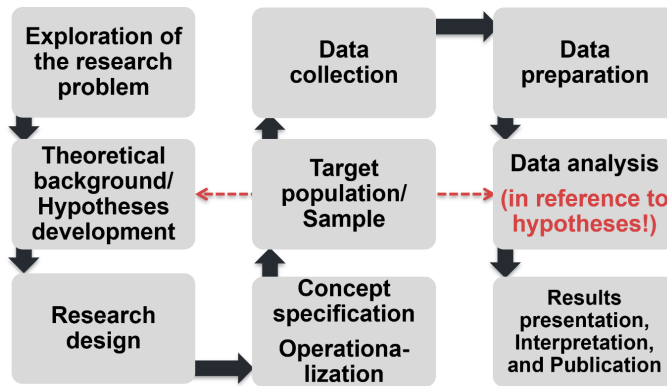 Exploration of
the research
problem
Theoretical
background/
Hypotheses
development
Research
design
Concept
specification
Operationa-
lization
Target
population/
Sample
Data
collection
Data
preparation
Data analysis
(in reference to
hypotheses!)
Results
presentation,
Interpretation,
and Publication